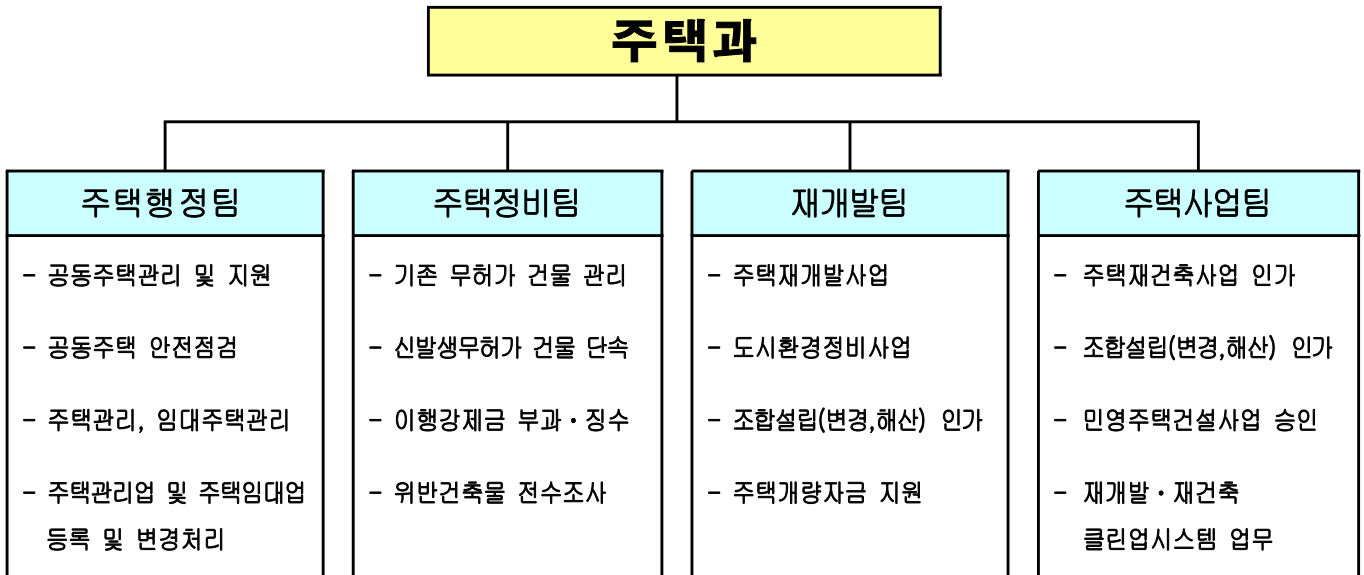 주택과
주택행정팀
- 공동주택관리 및 지원
- 공동주택 안전점검
- 주택관리, 임대주택관리
- 주택관리업 및 주택임대업
등록 및 변경처리
주택정비팀
- 기존 무허가 건물 관리
- 신발생무허가 건물 단속
- 이행강제금 부과・징수
- 위반건축물 전수조사
재개발팀
- 주택재개발사업
- 도시환경정비사업
- 조합설립(변경,해산) 인가
- 주택개량자금 지원
주택사업팀
- 주택재건축사업 인가
- 조합설립(변경,해산) 인가
- 민영주택건설사업 승인
- 재개발・재건축
클린업시스템 업무